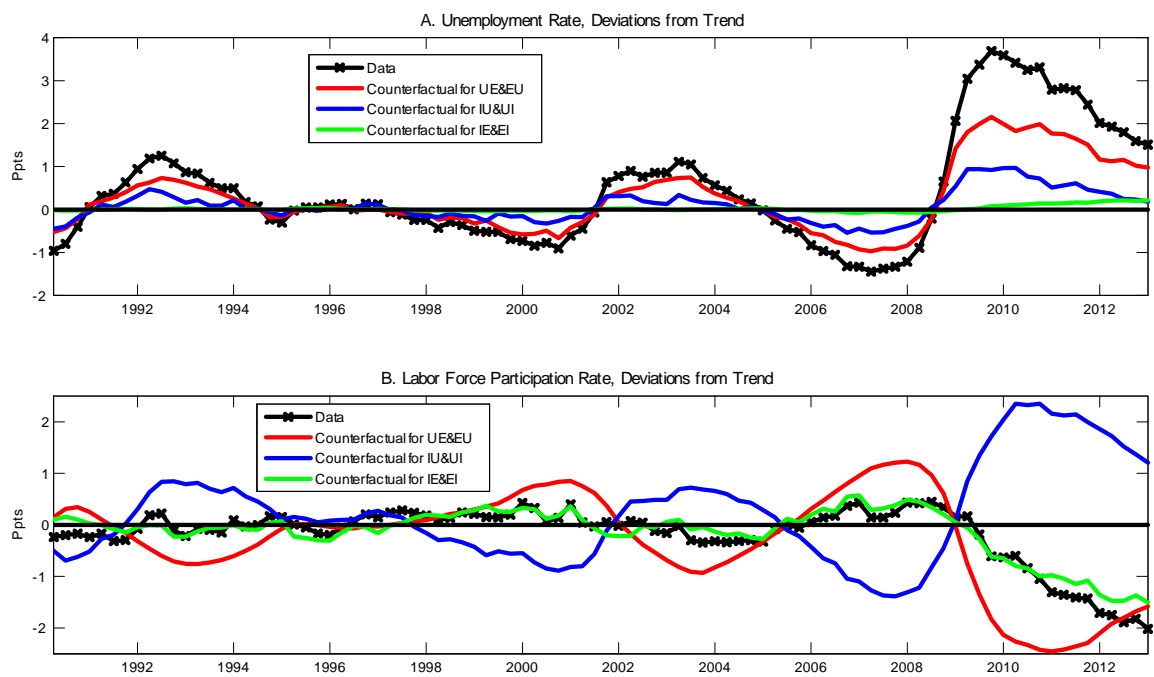 A. Unemployment Rate, Deviations from Trend
4
3
2
1
0
-1
-2
Ppts
Data
Counterfactual for UE&EU
Counterfactual for IU&UI
Counterfactual for IE&EI
1992 1994 1996 1998 2000 2002 2004 2006 2008 2010 2012
B. Labor Force Participation Rate, Deviations from Trend
2
1
0
-1
-2
Ppts
Data
Counterfactual for UE&EU
Counterfactual for IU&UI
Counterfactual for IE&EI
1992 1994 1996 1998 2000 2002 2004 2006 2008 2010 2012